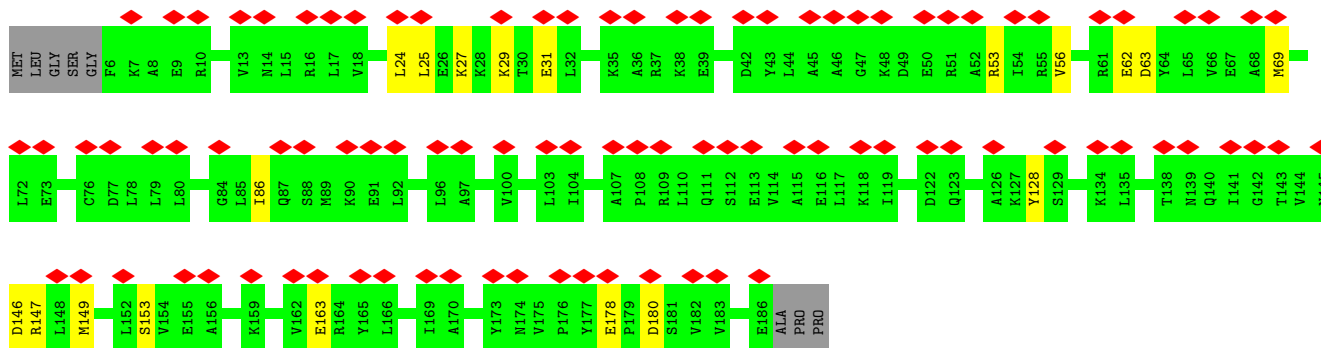 MET LEU GLY SER GLY F6 K7 A8 E9 R10 V13 N14 L15 R16 L17 V18 L24 L25 E26 K27 K28 K29 T30 E31 L32 K35 A36 R37 K38 E39 D42 Y43 L44 A45 A46 G47 K48 D49 E50 R51 A52 R53 I54 R55 V56 R61 E62 D63 Y64 L65 V66 E67 A68 M69
L72 E73 C76 D77 L78 L79 L80 G84 L85 I86 Q87 S88 M89 K90 E91 L92 L96 A97 V100 L103 I104 A107 P108 R109 L110 Q111 S112 E113 V114 A115 E116 L117 K118 I119 D122 Q123 A126 K127 Y128 S129 K134 L135 T138 N139 Q140 I141 G142 T143 V144
D146 R147 L148 M149 L152 S153 V154 E155 A156 K159 V162 E163 R164 Y165 L166 I169 A170 Y173 N174 V175 P176 Y177 E178 P179 D180 S181 V182 V183 E186 ALA PRO PRO